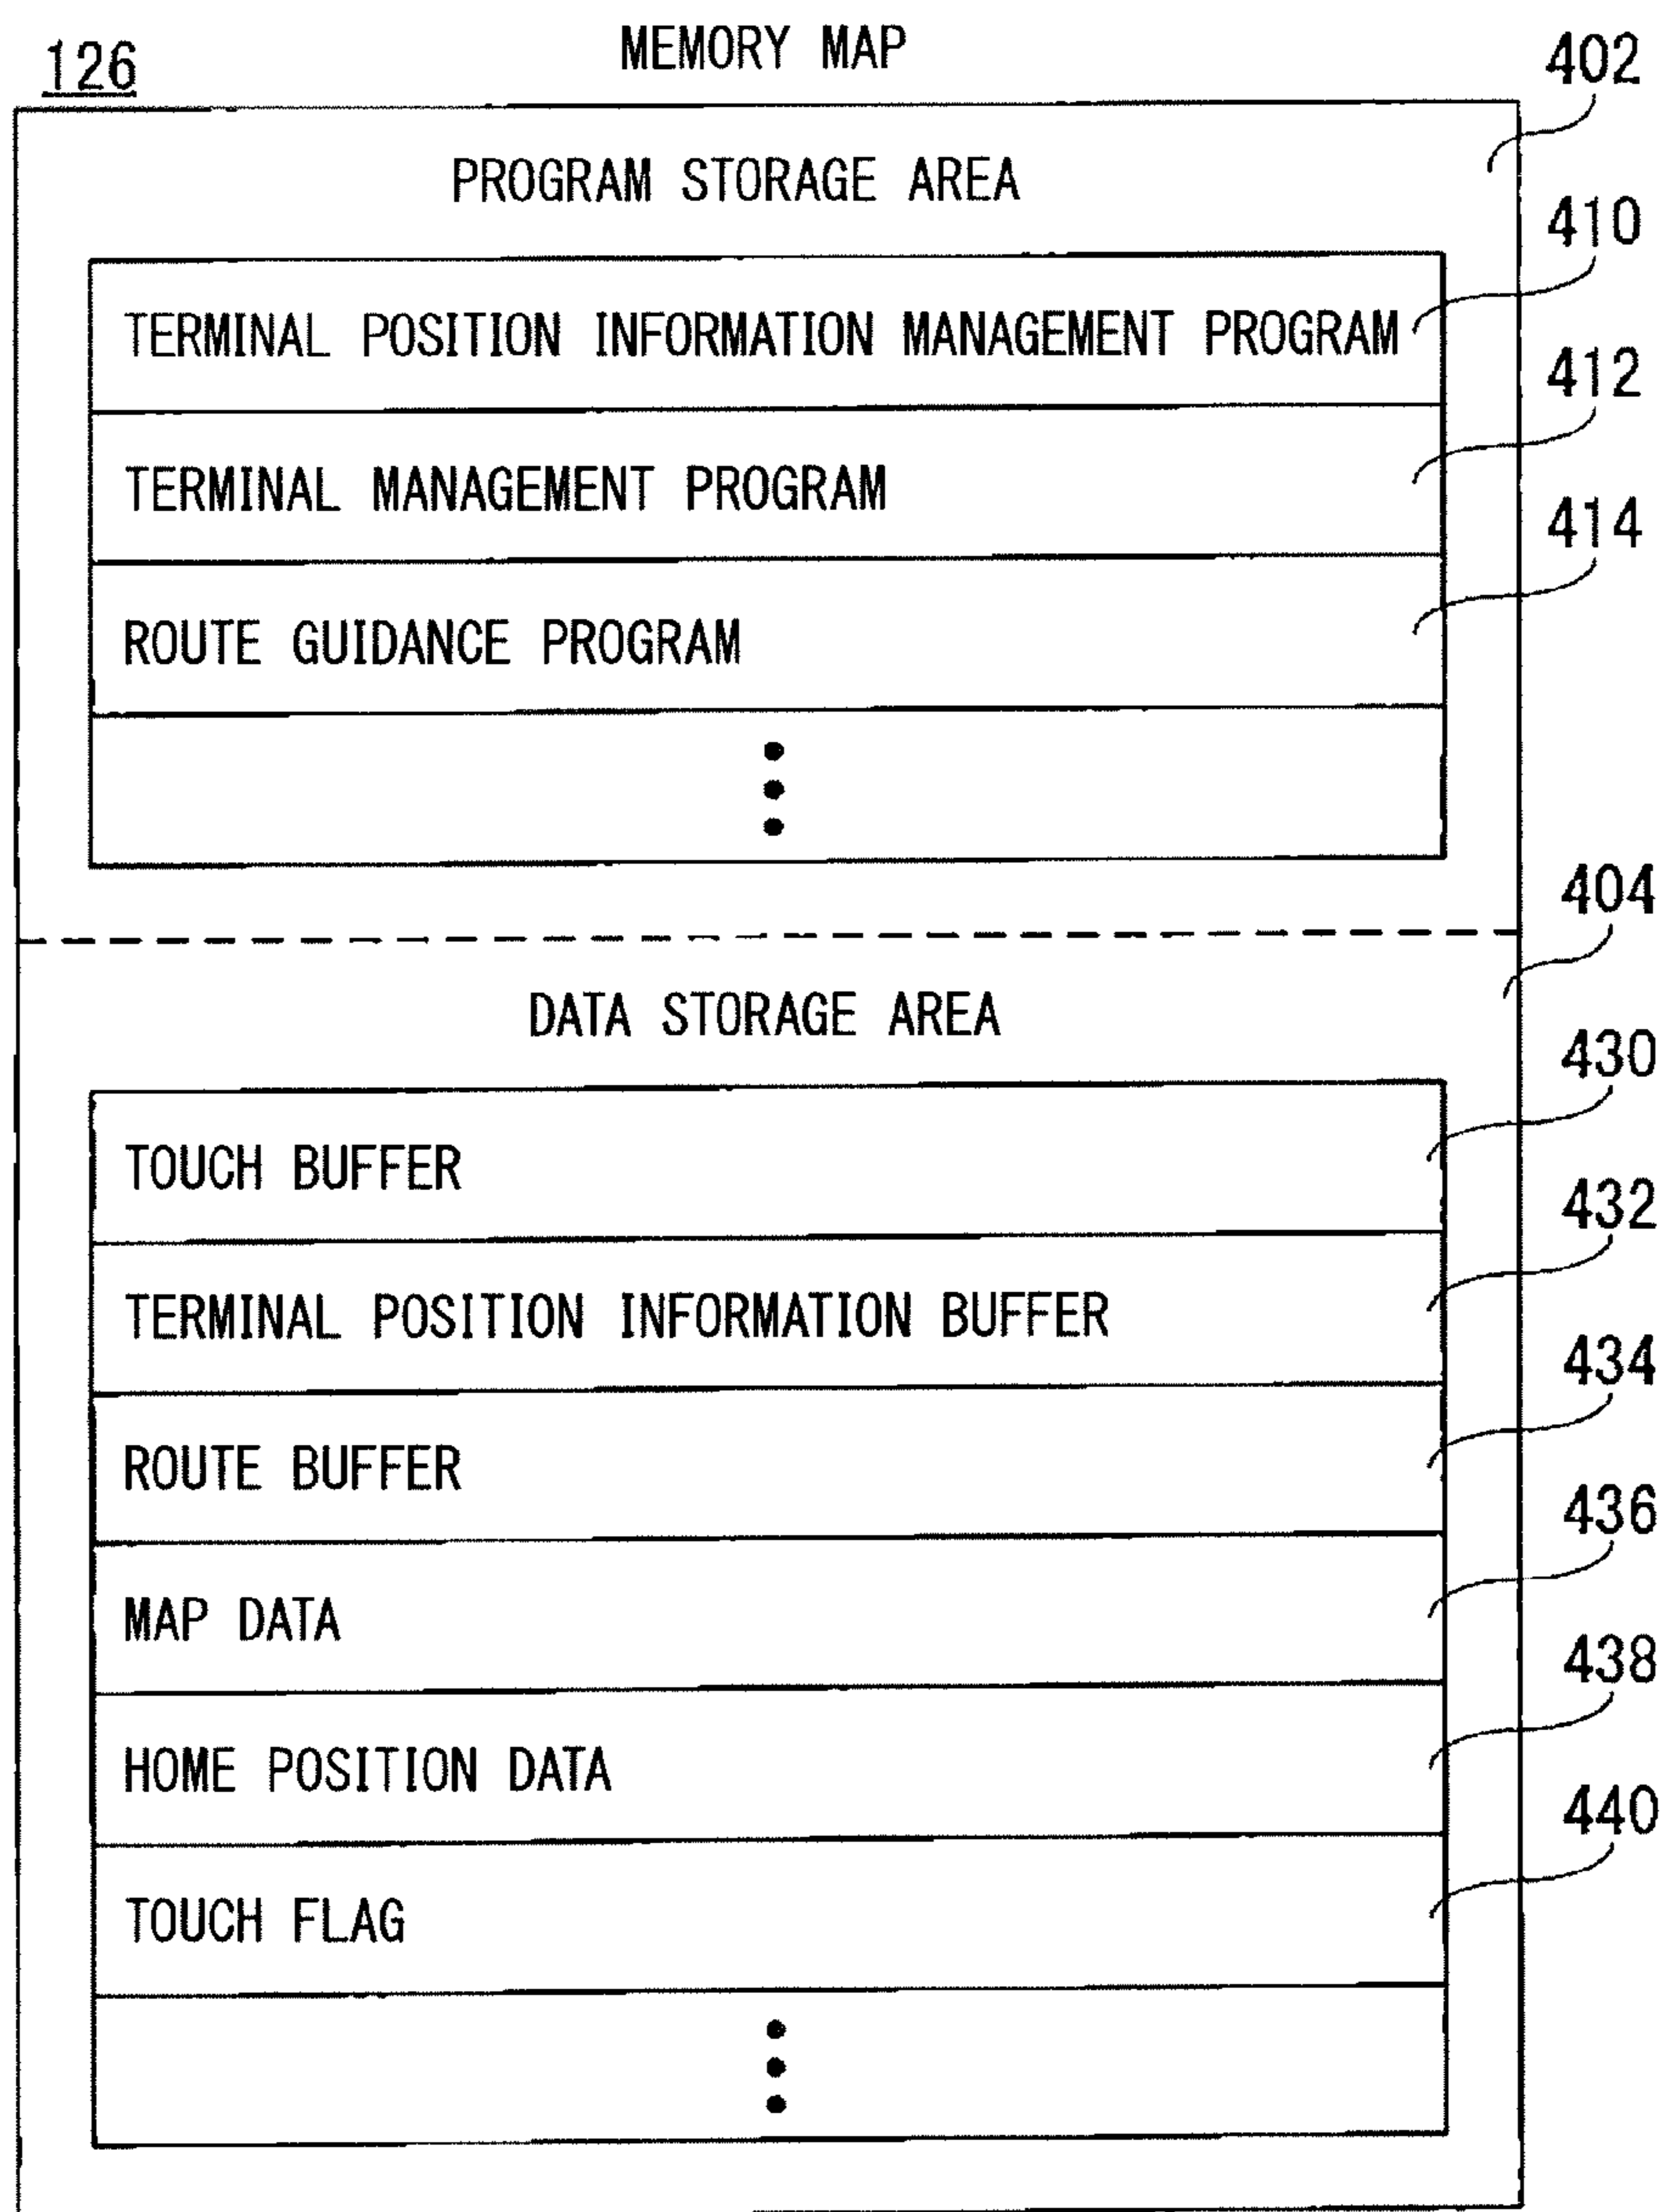 126
MEMORY MAP
402
PROGRAM STORAGE AREA
410
TERMINAL POSITION INFORMATION MANAGEMENT PROGRAM
412
TERMINAL MANAGEMENT PROGRAM
414
ROUTE GUIDANCE PROGRAM
404
DATA STORAGE AREA
430
TOUCH BUFFER
432
TERMINAL POSITION INFORMATION BUFFER
434
ROUTE BUFFER
436
MAP DATA
438
HOME POSITION DATA
440
TOUCH FLAG